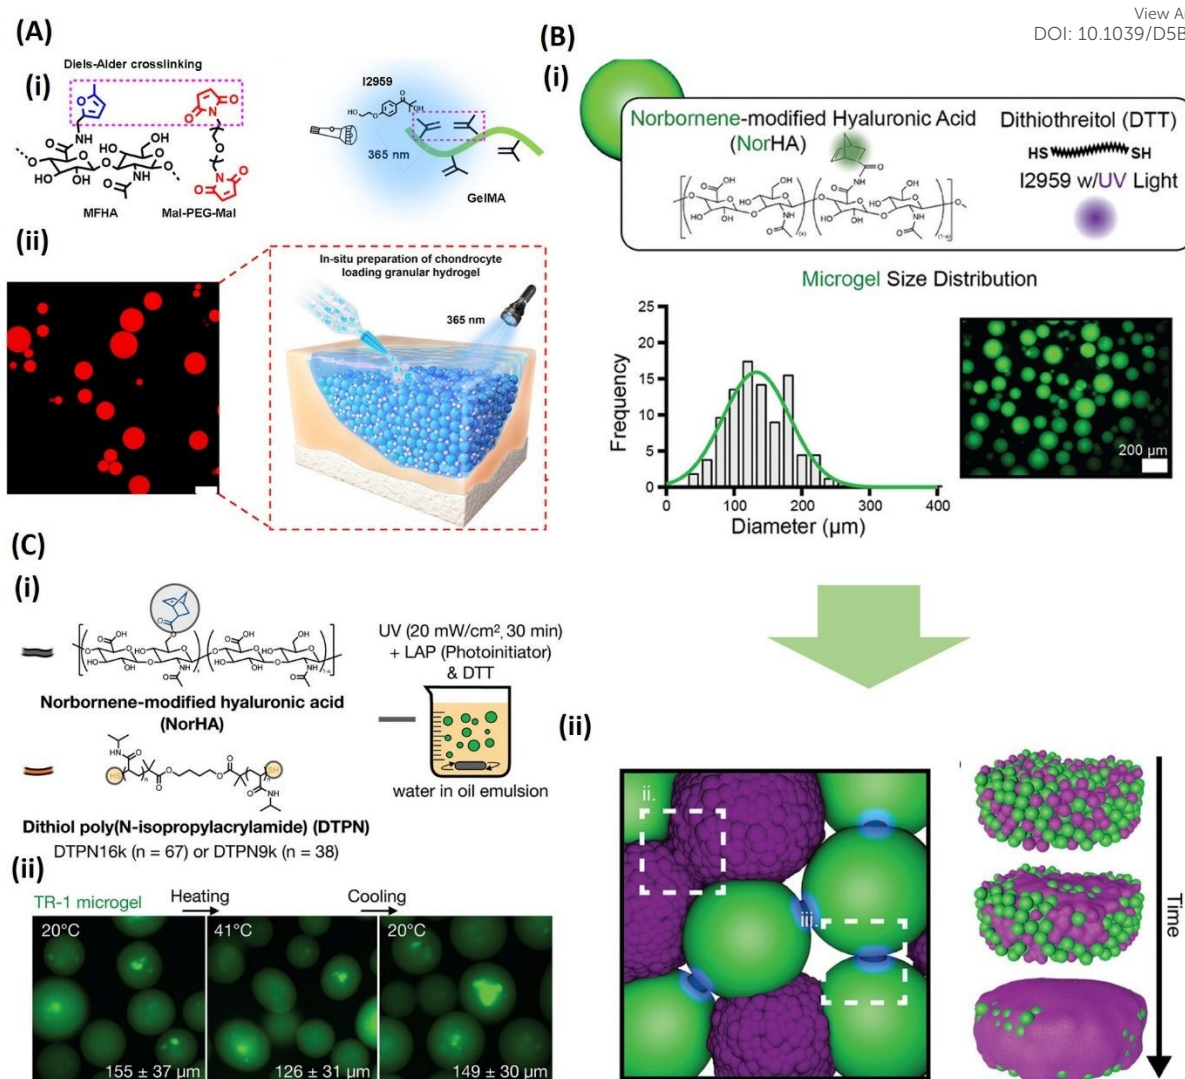 View A
DOI: 10.1039/D5B
(A)
(i)
Diels-Alder crosslinking
MFHA
Mal-PEG-Mal
I2959
365 nm
GelMA
(ii)
In-situ preparation of chondrocyte
loading granular hydrogel
365 nm
(B)
(i)
Norbornene-modified Hyaluronic Acid
(NorHA)
Dithiothreitol (DTT)
HS
SH
I2959 w/UV Light
Microgel Size Distribution
Frequency
25
20
15
10
5
0
0 100 200 300 400
Diameter (µm)
200 µm
(C)
(i)
Norbornene-modified hyaluronic acid
(NorHA)
Dithiol poly(N-isopropylacrylamide) (DTPN)
DTPN16k (n = 67) or DTPN9k (n = 38)
UV (20 mW/cm², 30 min)
+ LAP (Photoinitiator)
& DTT
water in oil emulsion
(ii)
TR-1 microgel
Heating
Cooling
20°C
41°C
20°C
155 ± 37 µm
126 ± 31 µm
149 ± 30 µm
(ii)
ii.
iii.
Time